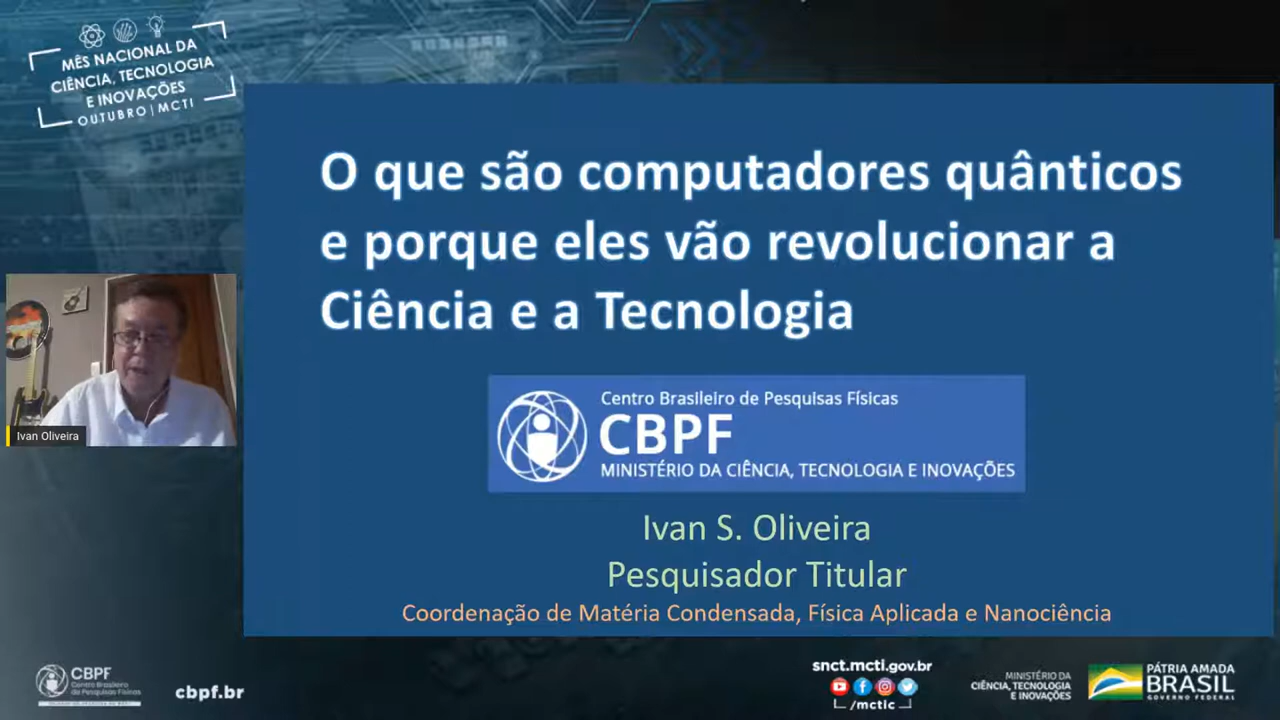 MÊS NACIONAL DA
CIÊNCIA, TECNOLOGIA
E INOVAÇÕES
OUTUBRO | MCTI
O que são computadores quânticos
e porque eles vão revolucionar a
Ciência e a Tecnologia
Ivan Oliveira
Centro Brasileiro de Pesquisas Físicas
CBPF
MINISTÉRIO DA CIÊNCIA, TECNOLOGIA E INOVAÇÕES
Ivan S. Oliveira
Pesquisador Titular
Coordenação de Matéria Condensada, Física Aplicada e Nanociência
CBPF
Centro Brasileiro
de Pesquisas Físicas
cbpf.br
snct.mcti.gov.br
/mctic
MINISTÉRIO DA
CIÊNCIA, TECNOLOGIA
E INOVAÇÕES
PÁTRIA AMADA
BRASIL
GOVERNO FEDERAL